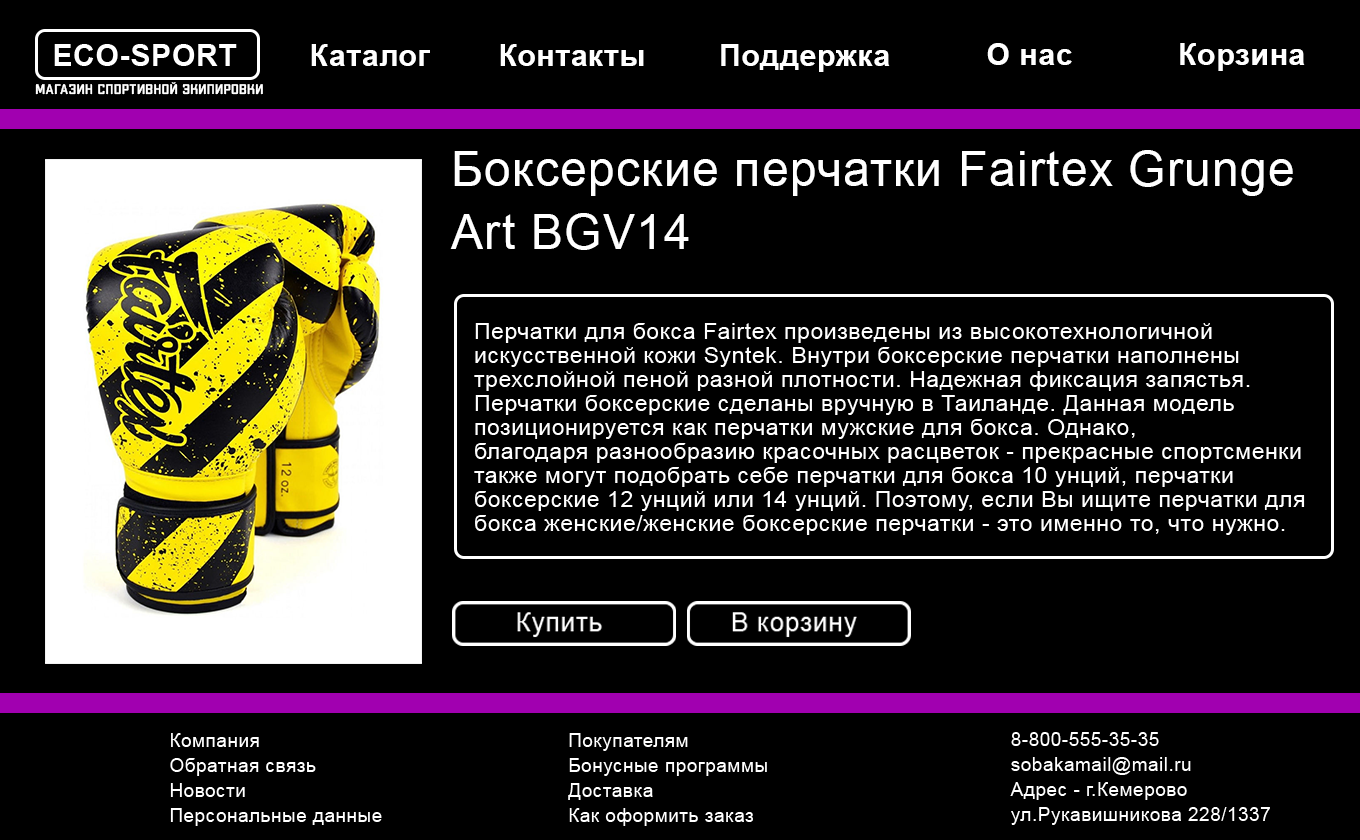 ECO-SPORT
МАГАЗИН СПОРТИВНОЙ ЭКИПИРОВКИ
Каталог
Контакты
Поддержка
О нас
Корзина
Боксерские перчатки Fairtex Grunge
Art BGV14
Fairtex
12 oz.
Перчатки для бокса Fairtex произведены из высокотехнологичной
искусственной кожи Syntek. Внутри боксерские перчатки наполнены
трехслойной пеной разной плотности. Надежная фиксация запястья.
Перчатки боксерские сделаны вручную в Таиланде. Данная модель
позиционируется как перчатки мужские для бокса. Однако,
благодаря разнообразию красочных расцветок - прекрасные спортсменки
также могут подобрать себе перчатки для бокса 10 унций, перчатки
боксерские 12 унций или 14 унций. Поэтому, если Вы ищите перчатки для
бокса женские/женские боксерские перчатки - это именно то, что нужно.
Купить
В корзину
Компания
Обратная связь
Новости
Персональные данные
Покупателям
Бонусные программы
Доставка
Как оформить заказ
8-800-555-35-35
sobakamail@mail.ru
Адрес - г.Кемерово
ул.Рукавишникова 228/1337